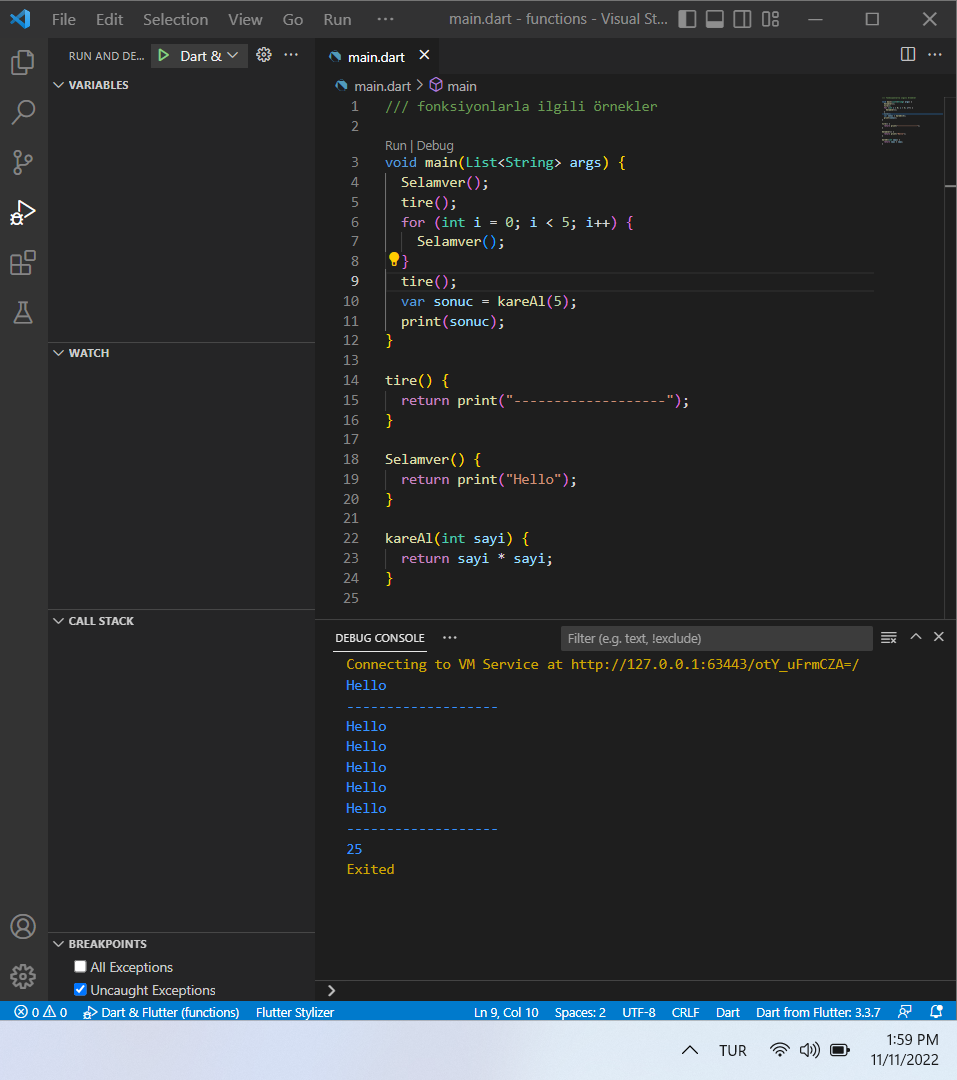 File Edit Selection View Go Run ··· main.dart - functions - Visual St...
RUN AND DE... Dart & ···
VARIABLES
WATCH
CALL STACK
BREAKPOINTS
All Exceptions
Uncaught Exceptions
main.dart
main.dart > main
1 /// fonksiyonlarla ilgili örnekler
2
Run | Debug
3 void main(List<String> args) {
4   Selamver();
5   tire();
6   for (int i = 0; i < 5; i++) {
7     Selamver();
8   }
9   tire();
10   var sonuc = kareAl(5);
11   print(sonuc);
12 }
13
14 tire() {
15   return print("-------------------");
16 }
17
18 Selamver() {
19   return print("Hello");
20 }
21
22 kareAl(int sayi) {
23   return sayi * sayi;
24 }
25
DEBUG CONSOLE ··· Filter (e.g. text, !exclude)
Connecting to VM Service at http://127.0.0.1:63443/otY_uFrmCZA=/
Hello
-------------------
Hello
Hello
Hello
Hello
Hello
-------------------
25
Exited
0 0 Dart & Flutter (functions) Flutter Stylizer Ln 9, Col 10 Spaces: 2 UTF-8 CRLF Dart Dart from Flutter: 3.3.7
TUR 1:59 PM
11/11/2022